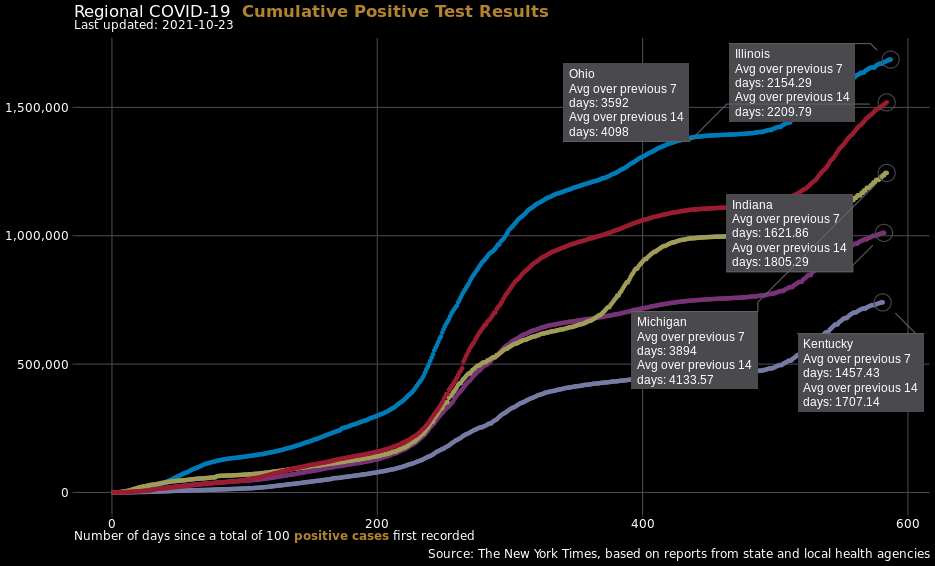 Regional COVID-19 Cumulative Positive Test Results
Last updated: 2021-10-23
Illinois
Avg over previous 7
days: 2154.29
Avg over previous 14
days: 2209.79
Ohio
Avg over previous 7
days: 3592
Avg over previous 14
days: 4098
1,500,000
Indiana
Avg over previous 7
days: 1621.86
Avg over previous 14
days: 1805.29
1,000,000
Michigan
Avg over previous 7
days: 3894
Avg over previous 14
days: 4133.57
Kentucky
Avg over previous 7
days: 1457.43
Avg over previous 14
days: 1707.14
500,000
0
0 200 400 600
Number of days since a total of 100 positive cases first recorded
Source: The New York Times, based on reports from state and local health agencies